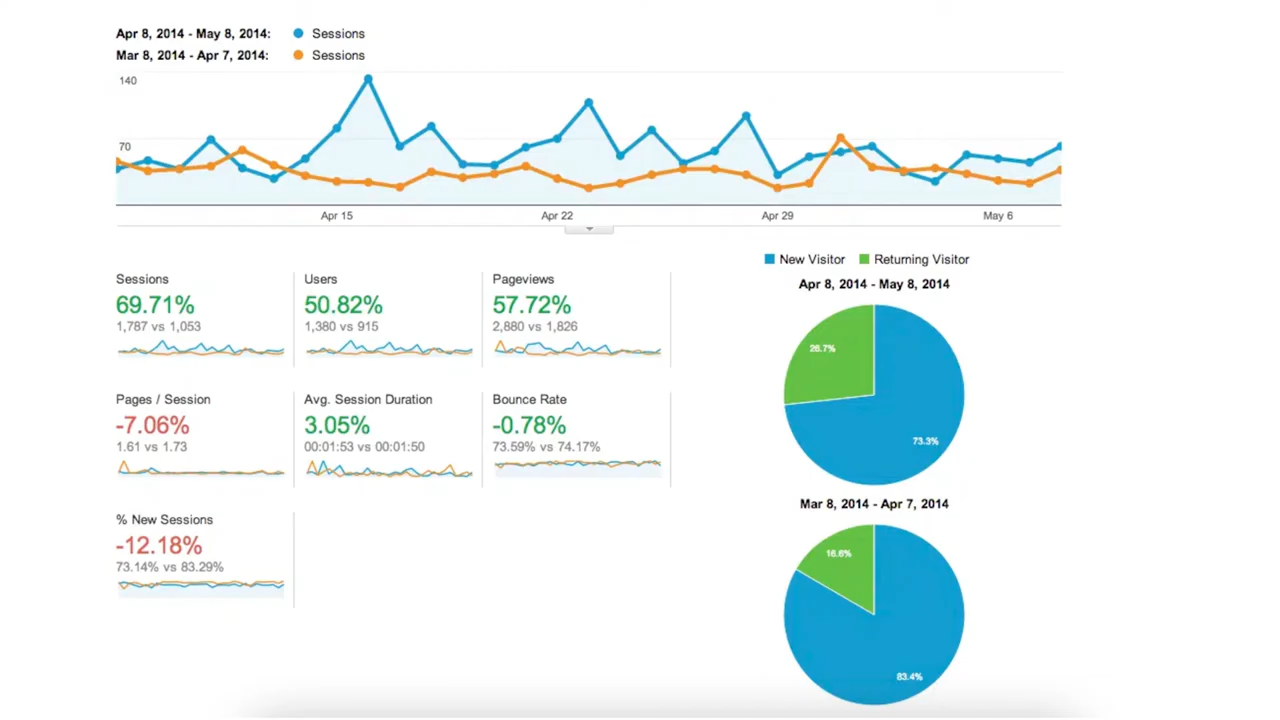 Apr 8, 2014 - May 8, 2014: Sessions
Mar 8, 2014 - Apr 7, 2014: Sessions
140
70
Apr 15 Apr 22 Apr 29 May 6
Sessions
69.71%
1,787 vs 1,053
Users
50.82%
1,380 vs 915
Pageviews
57.72%
2,880 vs 1,826
Pages / Session
-7.06%
1.61 vs 1.73
Avg. Session Duration
3.05%
00:01:53 vs 00:01:50
Bounce Rate
-0.78%
73.59% vs 74.17%
% New Sessions
-12.18%
73.14% vs 83.29%
New Visitor Returning Visitor
Apr 8, 2014 - May 8, 2014
26.7%
73.3%
Mar 8, 2014 - Apr 7, 2014
16.6%
83.4%